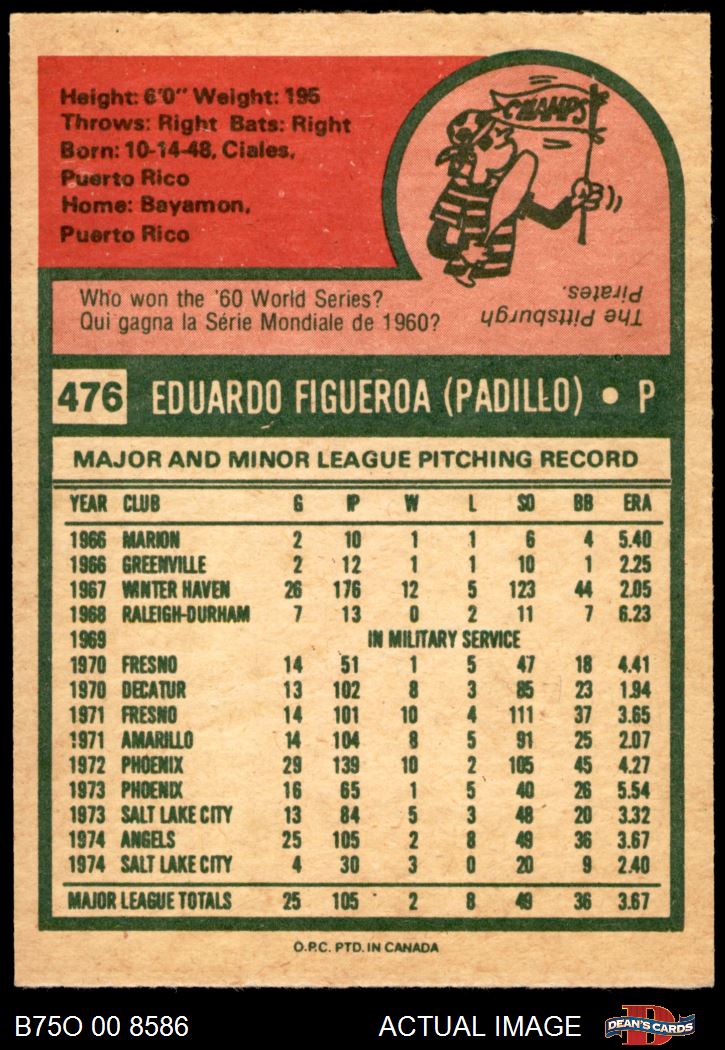 Height: 6'0" Weight: 195
Throws: Right Bats: Right
Born: 10-14-48, Ciales,
Puerto Rico
Home: Bayamon,
Puerto Rico
CHAMPS
Who won the '60 World Series?
Qui gagna la Série Mondiale de 1960?
The Pittsburgh
Pirates.
476 EDUARDO FIGUEROA (PADILLO) • P
MAJOR AND MINOR LEAGUE PITCHING RECORD
YEAR CLUB G IP W L SO BB ERA
1966 MARION 2 10 1 1 6 4 5.40
1966 GREENVILLE 2 12 1 1 10 1 2.25
1967 WINTER HAVEN 26 176 12 5 123 44 2.05
1968 RALEIGH-DURHAM 7 13 0 2 11 7 6.23
1969 IN MILITARY SERVICE
1970 FRESNO 14 51 1 5 47 18 4.41
1970 DECATUR 13 102 8 3 85 23 1.94
1971 FRESNO 14 101 10 4 111 37 3.65
1971 AMARILLO 14 104 8 5 91 25 2.07
1972 PHOENIX 29 139 10 2 105 45 4.27
1973 PHOENIX 16 65 1 5 40 26 5.54
1973 SALT LAKE CITY 13 84 5 3 48 20 3.32
1974 ANGELS 25 105 2 8 49 36 3.67
1974 SALT LAKE CITY 4 30 3 0 20 9 2.40
MAJOR LEAGUE TOTALS 25 105 2 8 49 36 3.67
O.P.C. PTD. IN CANADA
B75O 00 8586 ACTUAL IMAGE
D
DEAN'S CARDS